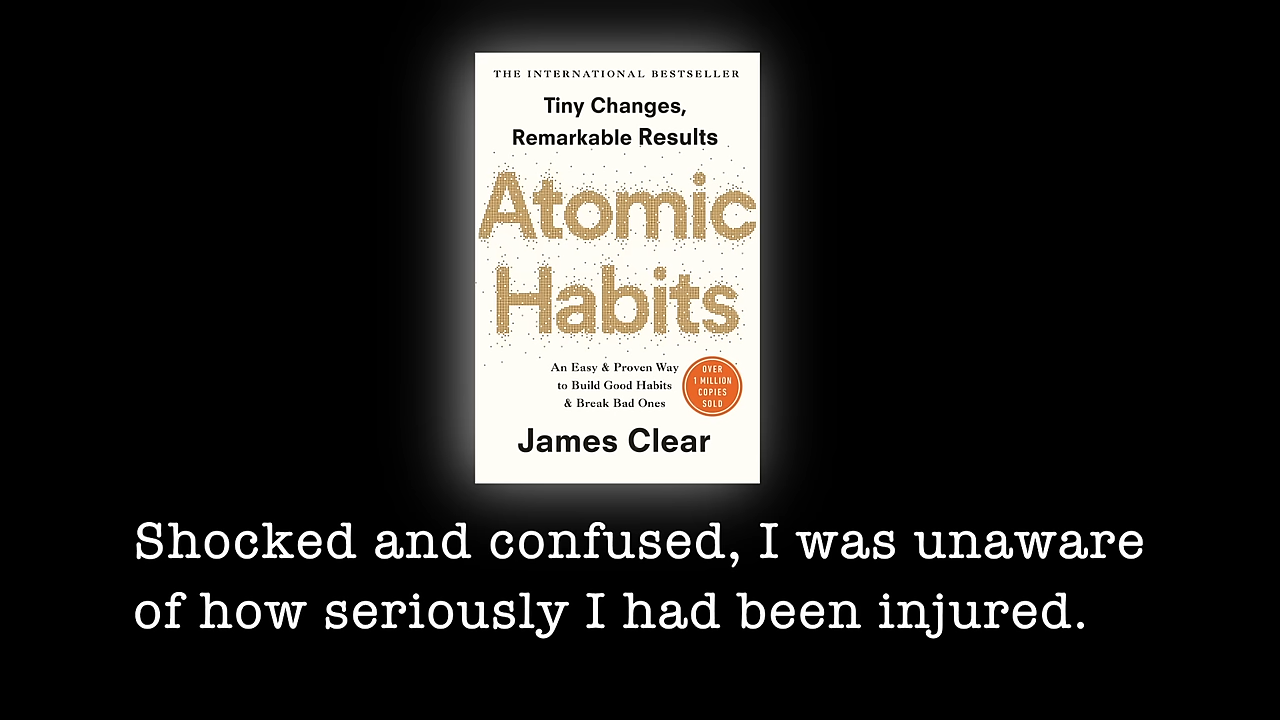 THE INTERNATIONAL BESTSELLER
Tiny Changes,
Remarkable Results
Atomic
Habits
An Easy & Proven Way
to Build Good Habits
& Break Bad Ones
OVER
1 MILLION
COPIES
SOLD
James Clear
Shocked and confused, I was unaware
of how seriously I had been injured.